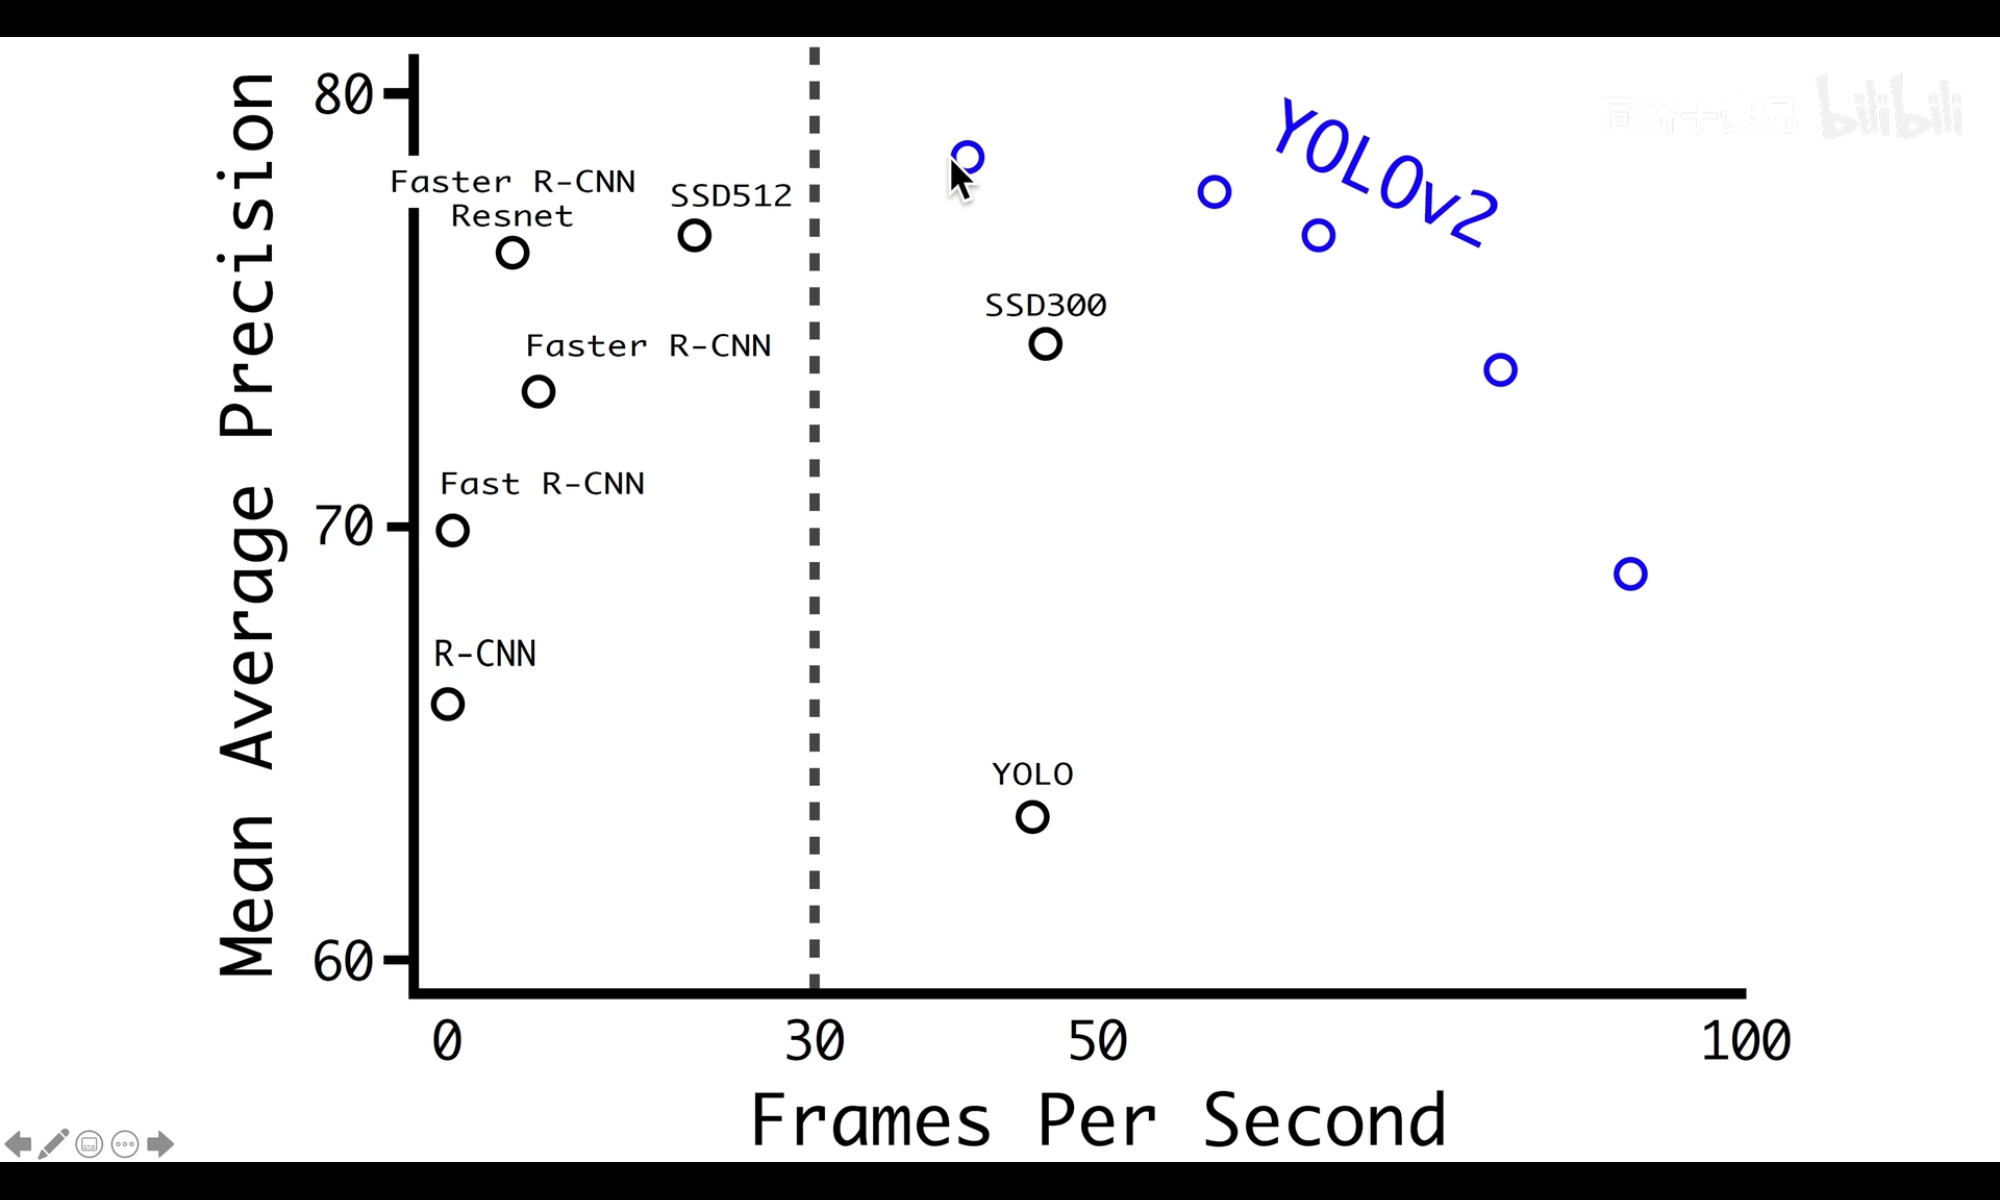 80
Faster R-CNN
Resnet
SSD512
YOLOv2
SSD300
Faster R-CNN
Fast R-CNN
70
R-CNN
YOLO
60
0 30 50 100
Frames Per Second
Mean Average Precision
bilibili